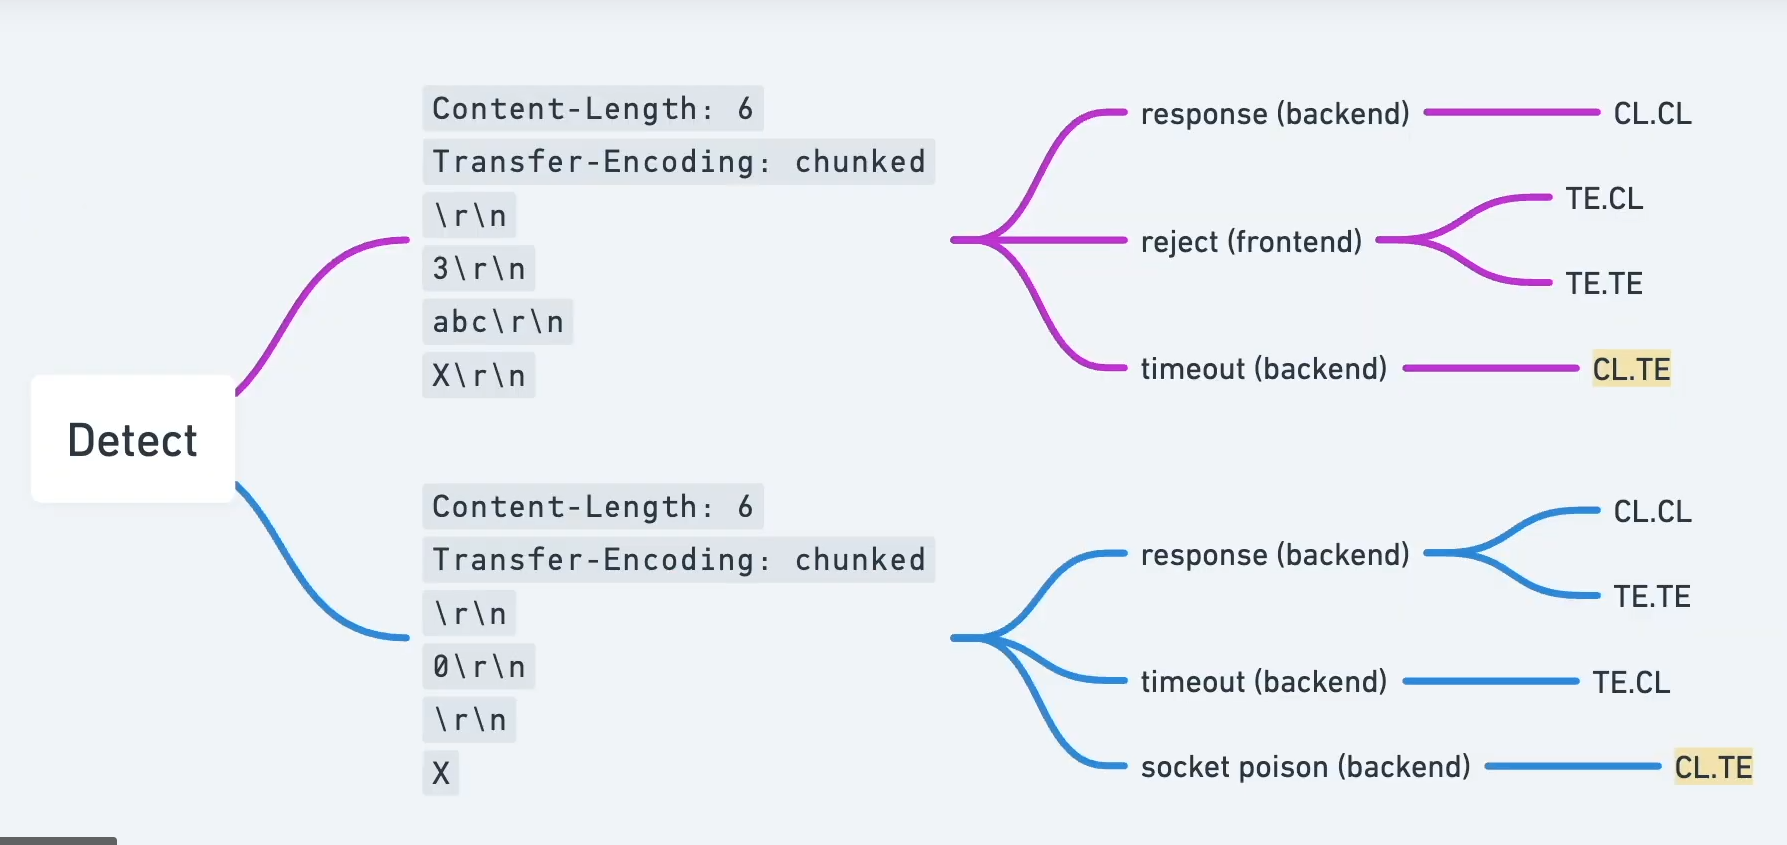 Detect
Content-Length: 6
Transfer-Encoding: chunked
\r\n
3\r\n
abc\r\n
X\r\n
response (backend)
CL.CL
reject (frontend)
TE.CL
TE.TE
timeout (backend)
CL.TE
Content-Length: 6
Transfer-Encoding: chunked
\r\n
0\r\n
\r\n
X
response (backend)
CL.CL
TE.TE
timeout (backend)
TE.CL
socket poison (backend)
CL.TE